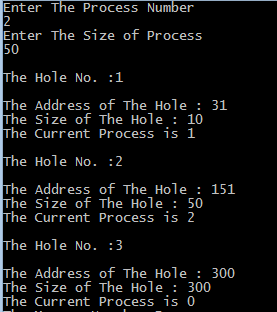 Enter The Process Number
2
Enter The Size of Process
50
The Hole No. :1
The Address of The Hole : 31
The Size of The Hole : 10
The Current Process is 1
The Hole No. :2
The Address of The Hole : 151
The Size of The Hole : 50
The Current Process is 2
The Hole No. :3
The Address of The Hole : 300
The Size of The Hole : 300
The Current Process is 0